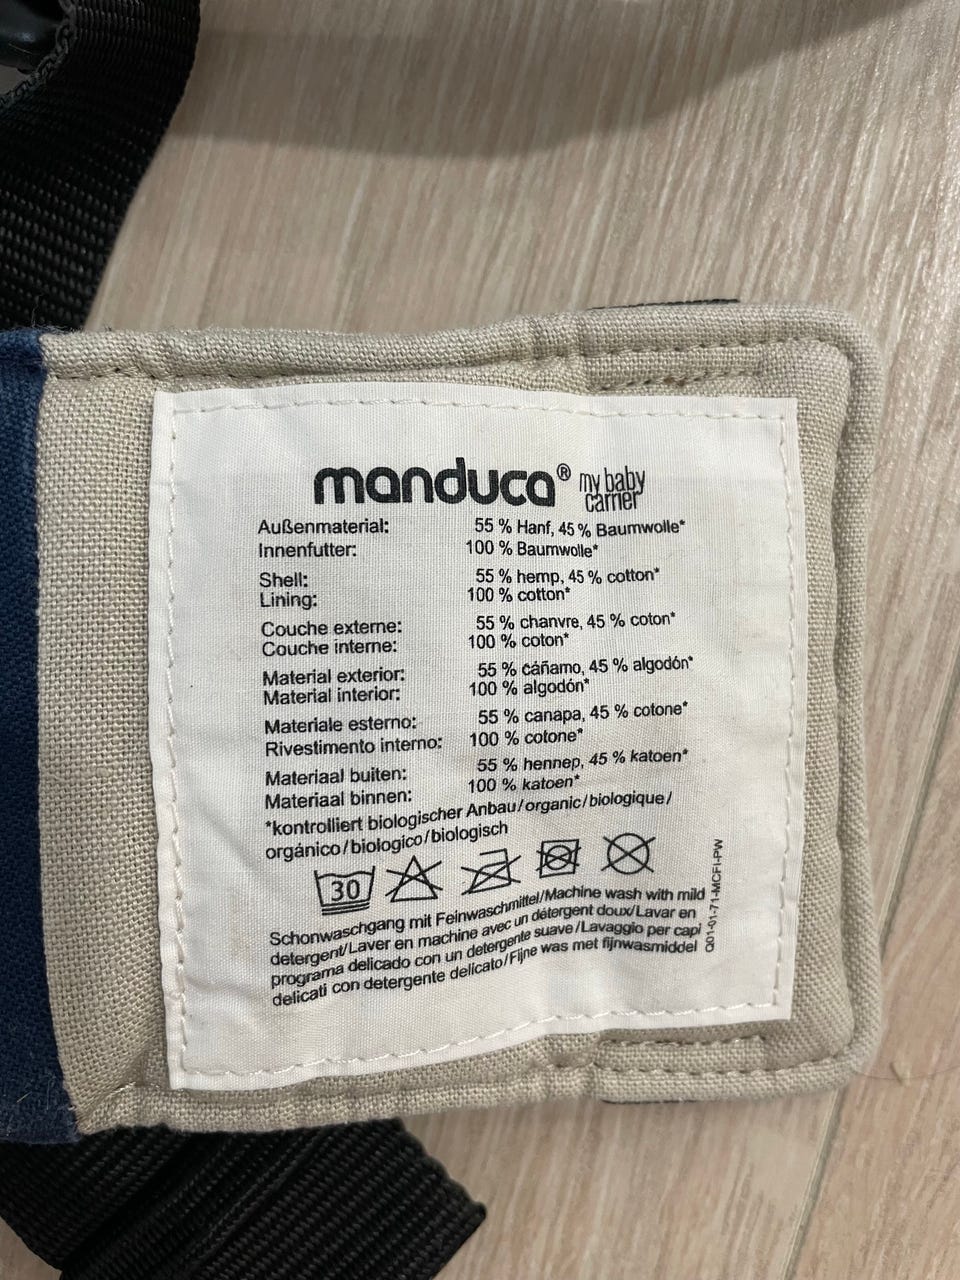 manduca® my baby carrier
Außenmaterial: 55 % Hanf, 45 % Baumwolle*
Innenfutter: 100 % Baumwolle*
Shell: 55 % hemp, 45 % cotton*
Lining: 100 % cotton*
Couche externe: 55 % chanvre, 45 % coton*
Couche interne: 100 % coton*
Material exterior: 55 % cáñamo, 45 % algodón*
Material interior: 100 % algodón*
Materiale esterno: 55 % canapa, 45 % cotone*
Rivestimento interno: 100 % cotone*
Materiaal buiten: 55 % hennep, 45 % katoen*
Materiaal binnen: 100 % katoen*
*kontrolliert biologischer Anbau/organic/biologique/
orgánico/biologico/biologisch
30
Schonwaschgang mit Feinwaschmittel/Machine wash with mild
detergent/Laver en machine avec un détergent doux/Lavar en
programa delicado con un detergente suave/Lavaggio per capi
delicati con detergente delicato/Fijne was met fijnwasmiddel
Q01-01-71-MCFI-PW